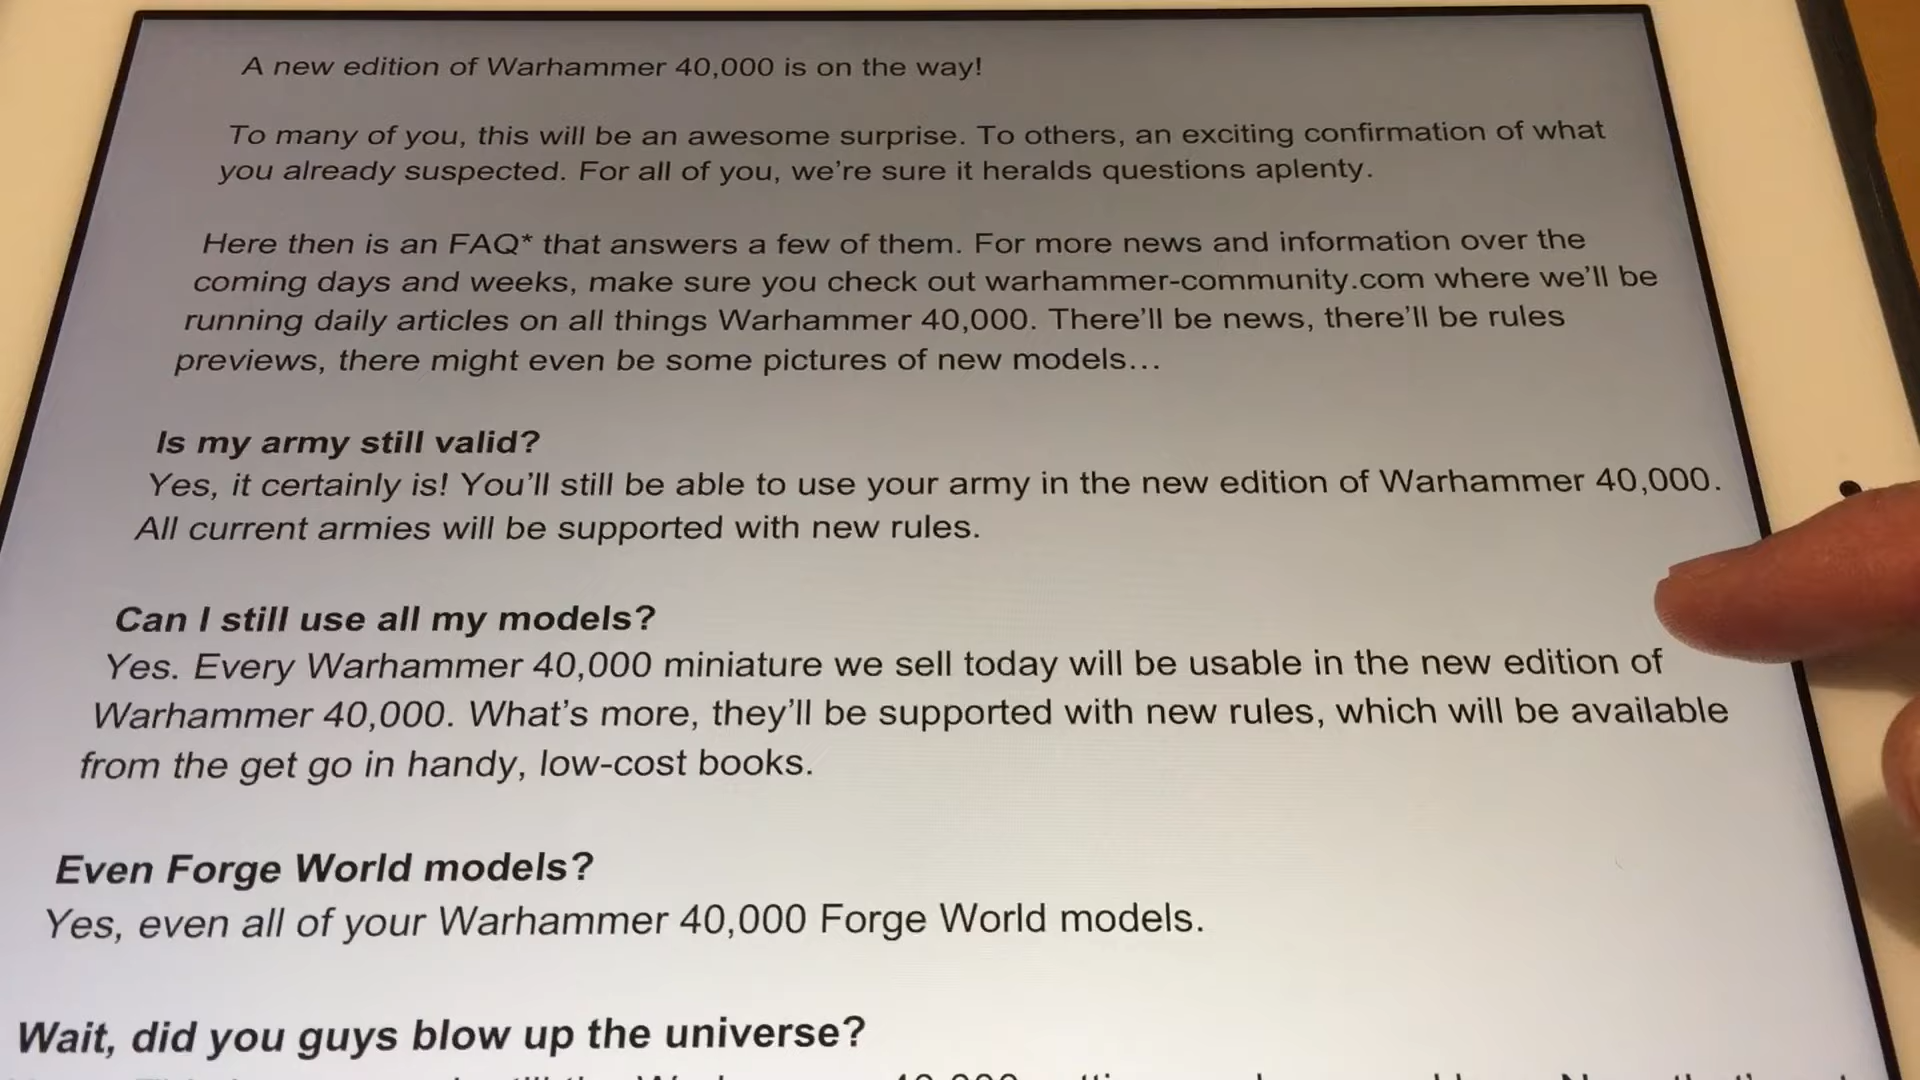 A new edition of Warhammer 40,000 is on the way!
To many of you, this will be an awesome surprise. To others, an exciting confirmation of what
you already suspected. For all of you, we're sure it heralds questions aplenty.
Here then is an FAQ* that answers a few of them. For more news and information over the
coming days and weeks, make sure you check out warhammer-community.com where we'll be
running daily articles on all things Warhammer 40,000. There'll be news, there'll be rules
previews, there might even be some pictures of new models…
Is my army still valid?
Yes, it certainly is! You'll still be able to use your army in the new edition of Warhammer 40,000.
All current armies will be supported with new rules.
Can I still use all my models?
Yes. Every Warhammer 40,000 miniature we sell today will be usable in the new edition of
Warhammer 40,000. What's more, they'll be supported with new rules, which will be available
from the get go in handy, low-cost books.
Even Forge World models?
Yes, even all of your Warhammer 40,000 Forge World models.
Wait, did you guys blow up the universe?